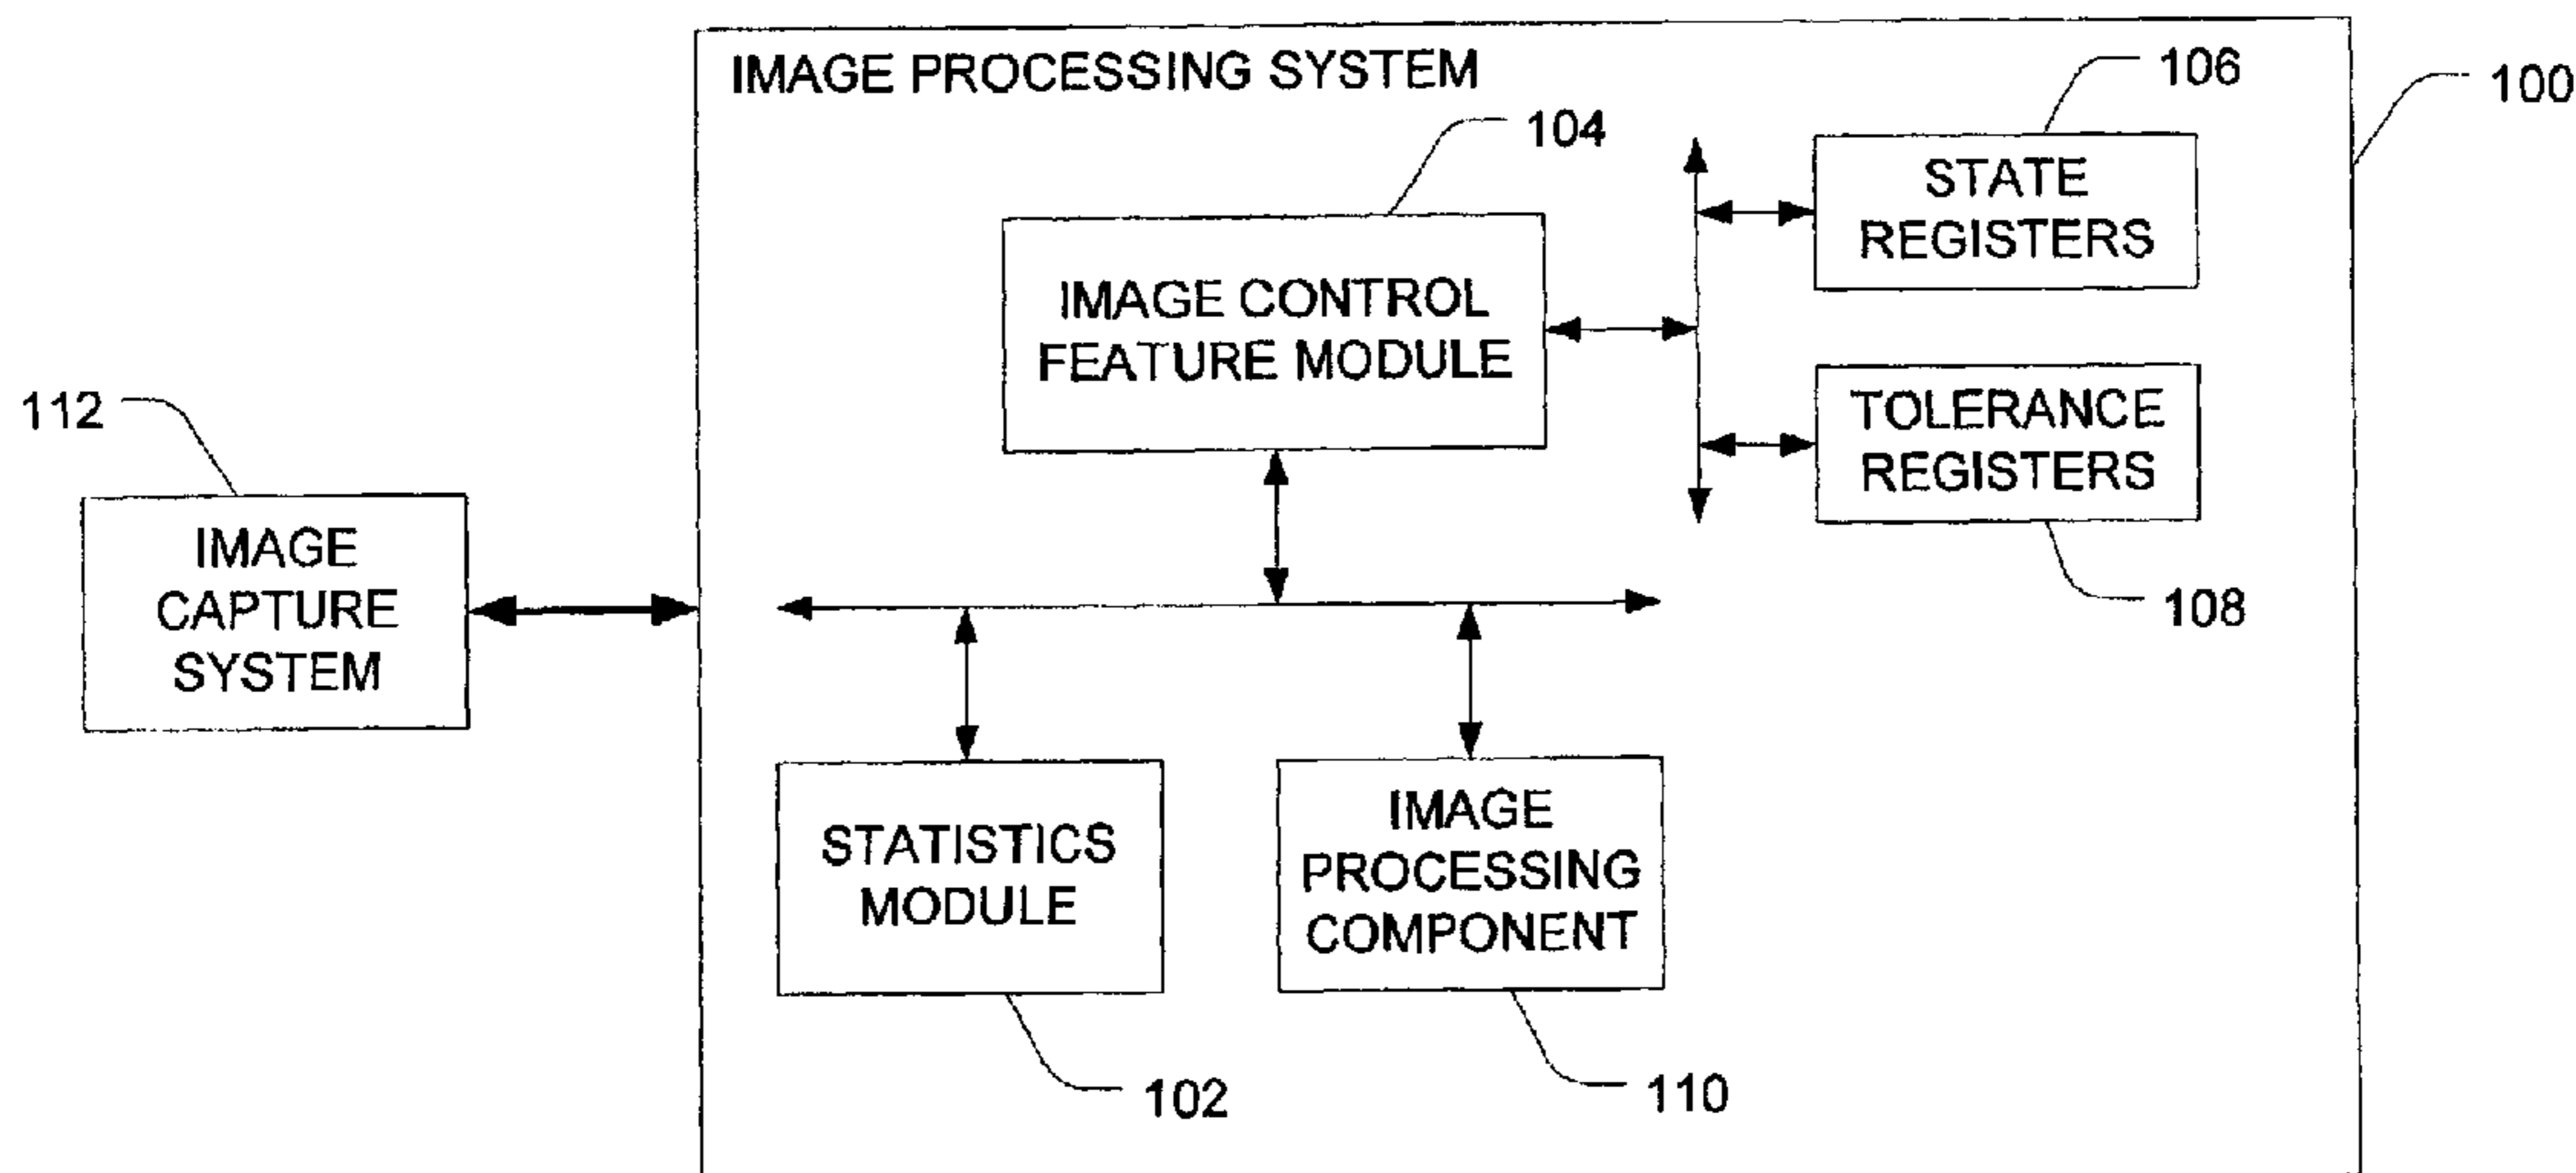 IMAGE PROCESSING SYSTEM
106
100
104
STATE
REGISTERS
IMAGE CONTROL
FEATURE MODULE
112
TOLERANCE
REGISTERS
IMAGE
CAPTURE
SYSTEM
108
STATISTICS
MODULE
IMAGE
PROCESSING
COMPONENT
102
110